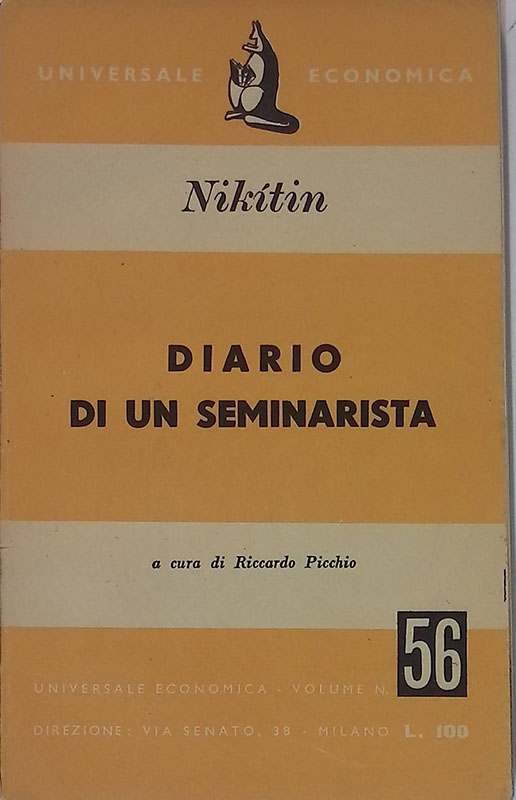 UNIVERSALE ECONOMICA
Nikítin
DIARIO
DI UN SEMINARISTA
a cura di Riccardo Picchio
56
UNIVERSALE ECONOMICA - VOLUME N.
DIREZIONE: VIA SENATO, 38 - MILANO L. 100